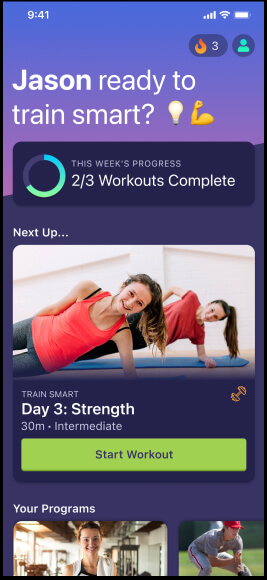 9:41
3
Jason ready to
train smart? 💡💪
THIS WEEK'S PROGRESS
2/3 Workouts Complete
Next Up...
TRAIN SMART
Day 3: Strength
30m • Intermediate
Start Workout
Your Programs